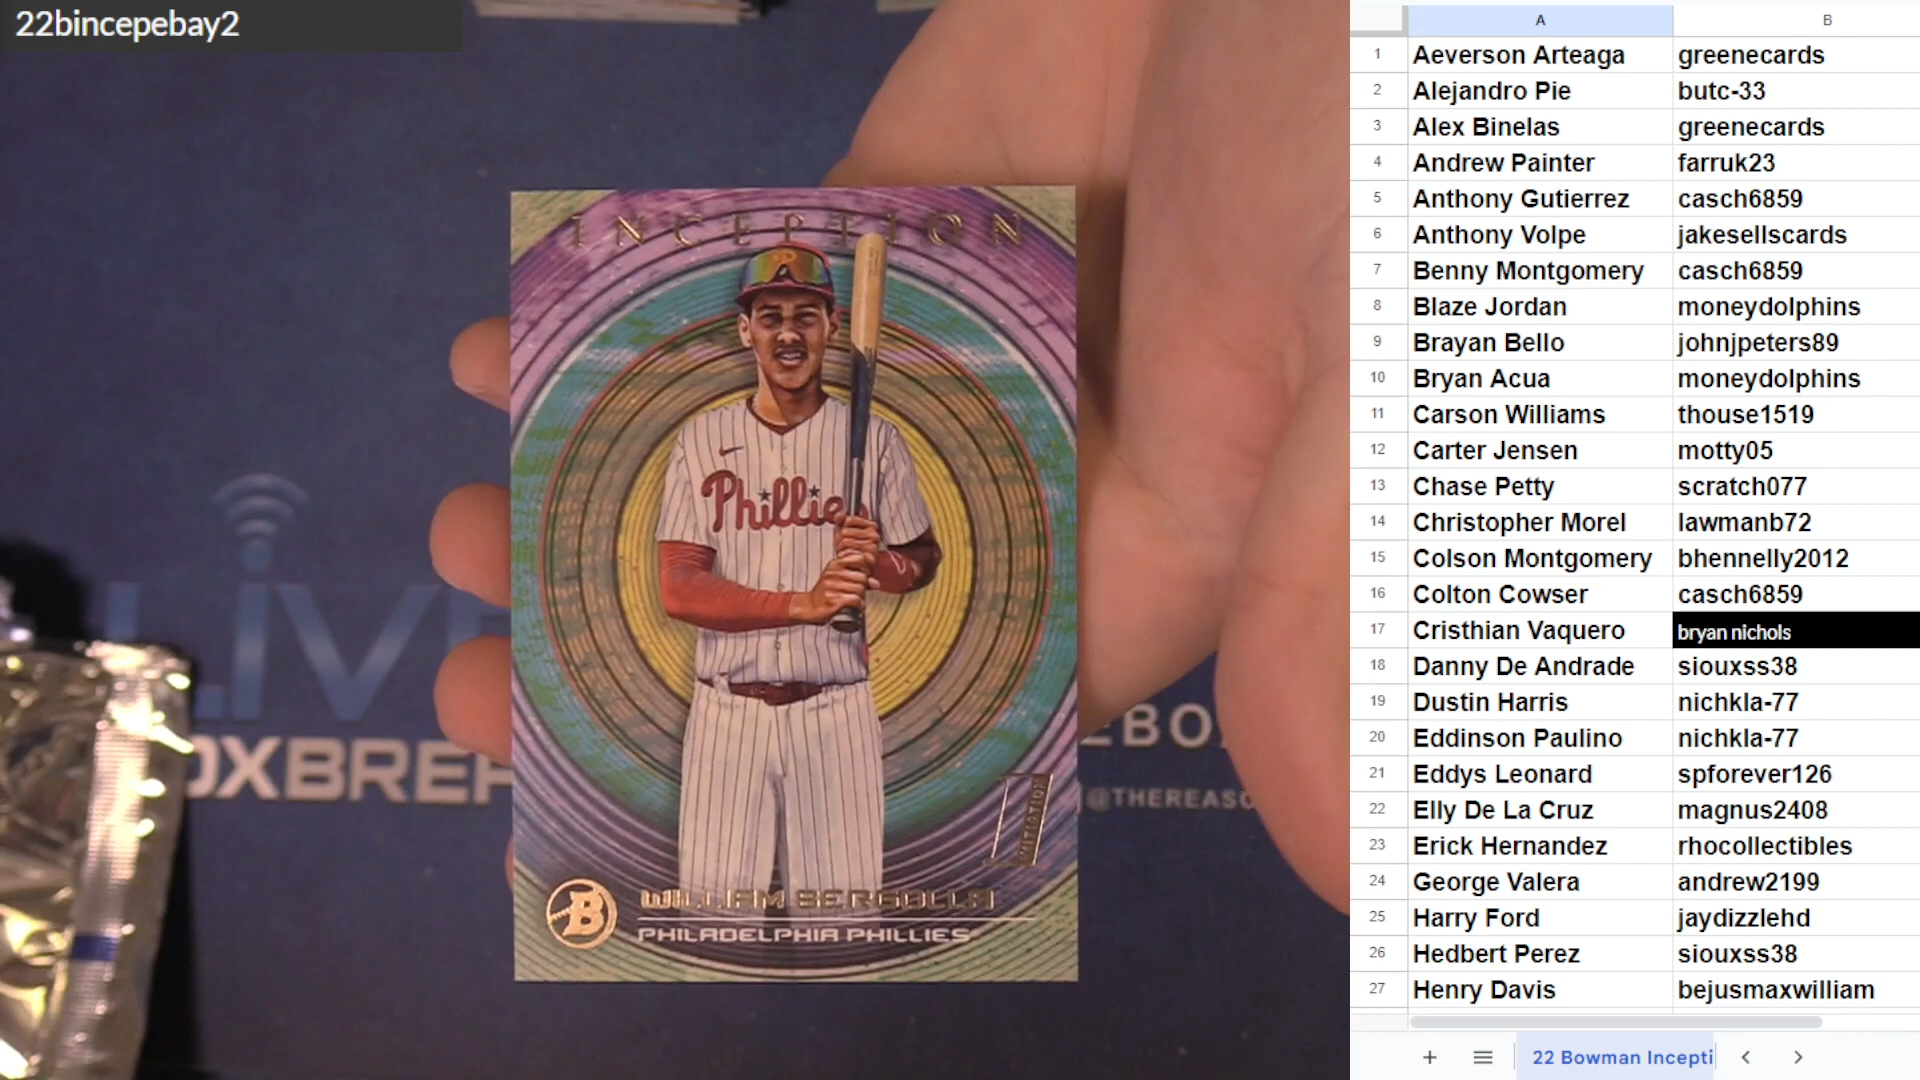 22bincepebay2
INCEPTION
Phillies
WILLIAM BERGOLLA
PHILADELPHIA PHILLIES
B
LIV
OXBREA
EBO
@THEREASO
A B
1 Aeverson Arteaga greenecards
2 Alejandro Pie butc-33
3 Alex Binelas greenecards
4 Andrew Painter farruk23
5 Anthony Gutierrez casch6859
6 Anthony Volpe jakesellscards
7 Benny Montgomery casch6859
8 Blaze Jordan moneydolphins
9 Brayan Bello johnjpeters89
10 Bryan Acua moneydolphins
11 Carson Williams thouse1519
12 Carter Jensen motty05
13 Chase Petty scratch077
14 Christopher Morel lawmanb72
15 Colson Montgomery bhennelly2012
16 Colton Cowser casch6859
17 Cristhian Vaquero bryan nichols
18 Danny De Andrade siouxss38
19 Dustin Harris nichkla-77
20 Eddinson Paulino nichkla-77
21 Eddys Leonard spforever126
22 Elly De La Cruz magnus2408
23 Erick Hernandez rhocollectibles
24 George Valera andrew2199
25 Harry Ford jaydizzlehd
26 Hedbert Perez siouxss38
27 Henry Davis bejusmaxwilliam
22 Bowman Incepti